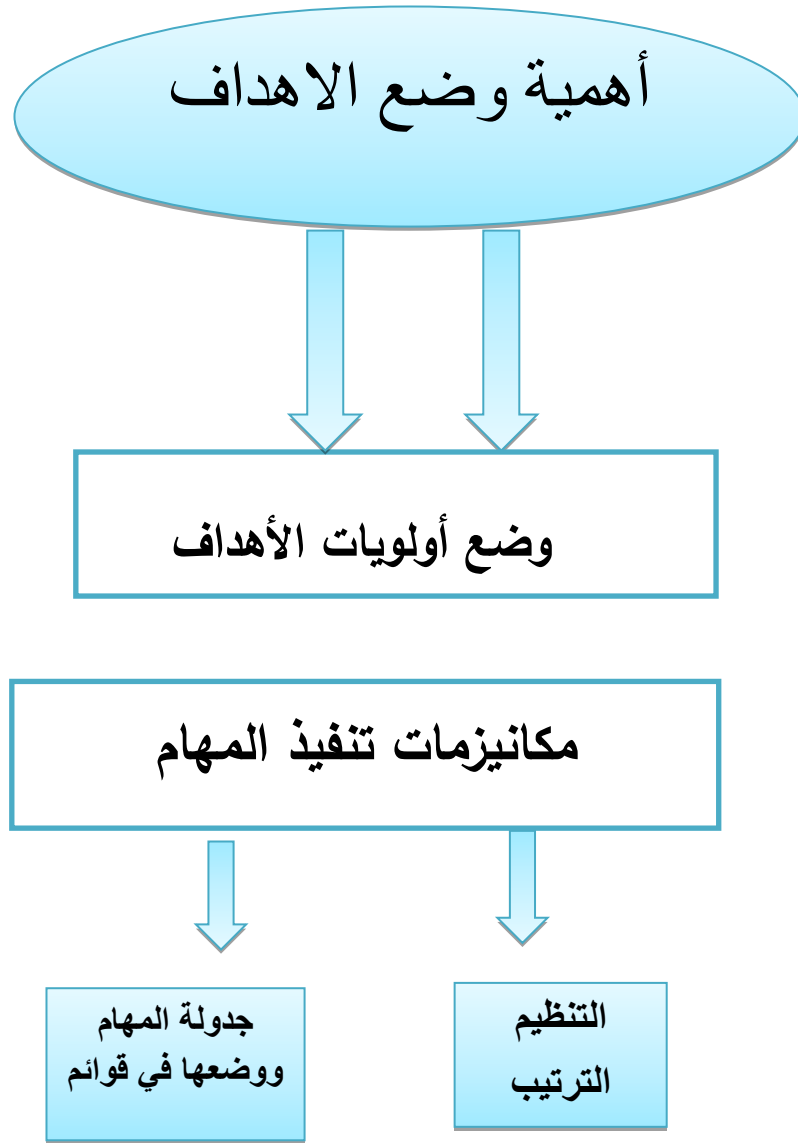 أهمية وضع الاهداف
وضع أولويات الأهداف
مكانيزمات تنفيذ المهام
التنظيم
الترتيب
جدولة المهام
ووضعها في قوائم